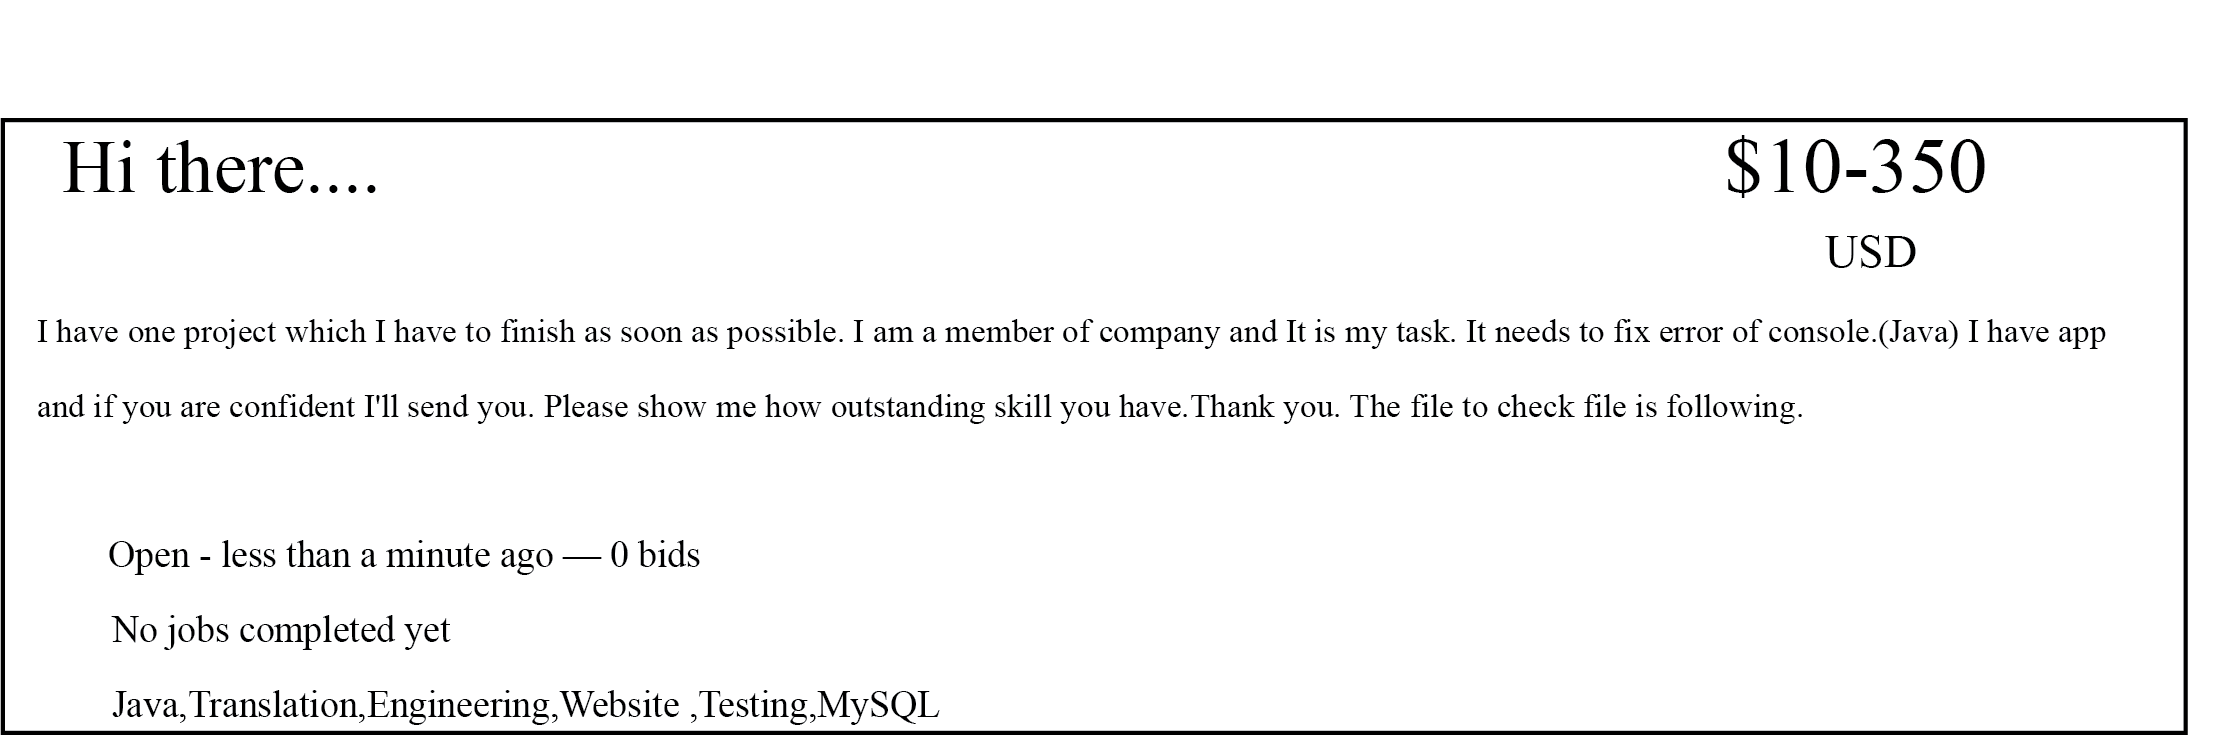 Hi there....
$10-350
USD
I have one project which I have to finish as soon as possible. I am a member of company and It is my task. It needs to fix error of console.(Java) I have app
and if you are confident I'll send you. Please show me how outstanding skill you have.Thank you. The file to check file is following.
Open - less than a minute ago — 0 bids
No jobs completed yet
Java,Translation,Engineering,Website ,Testing,MySQL